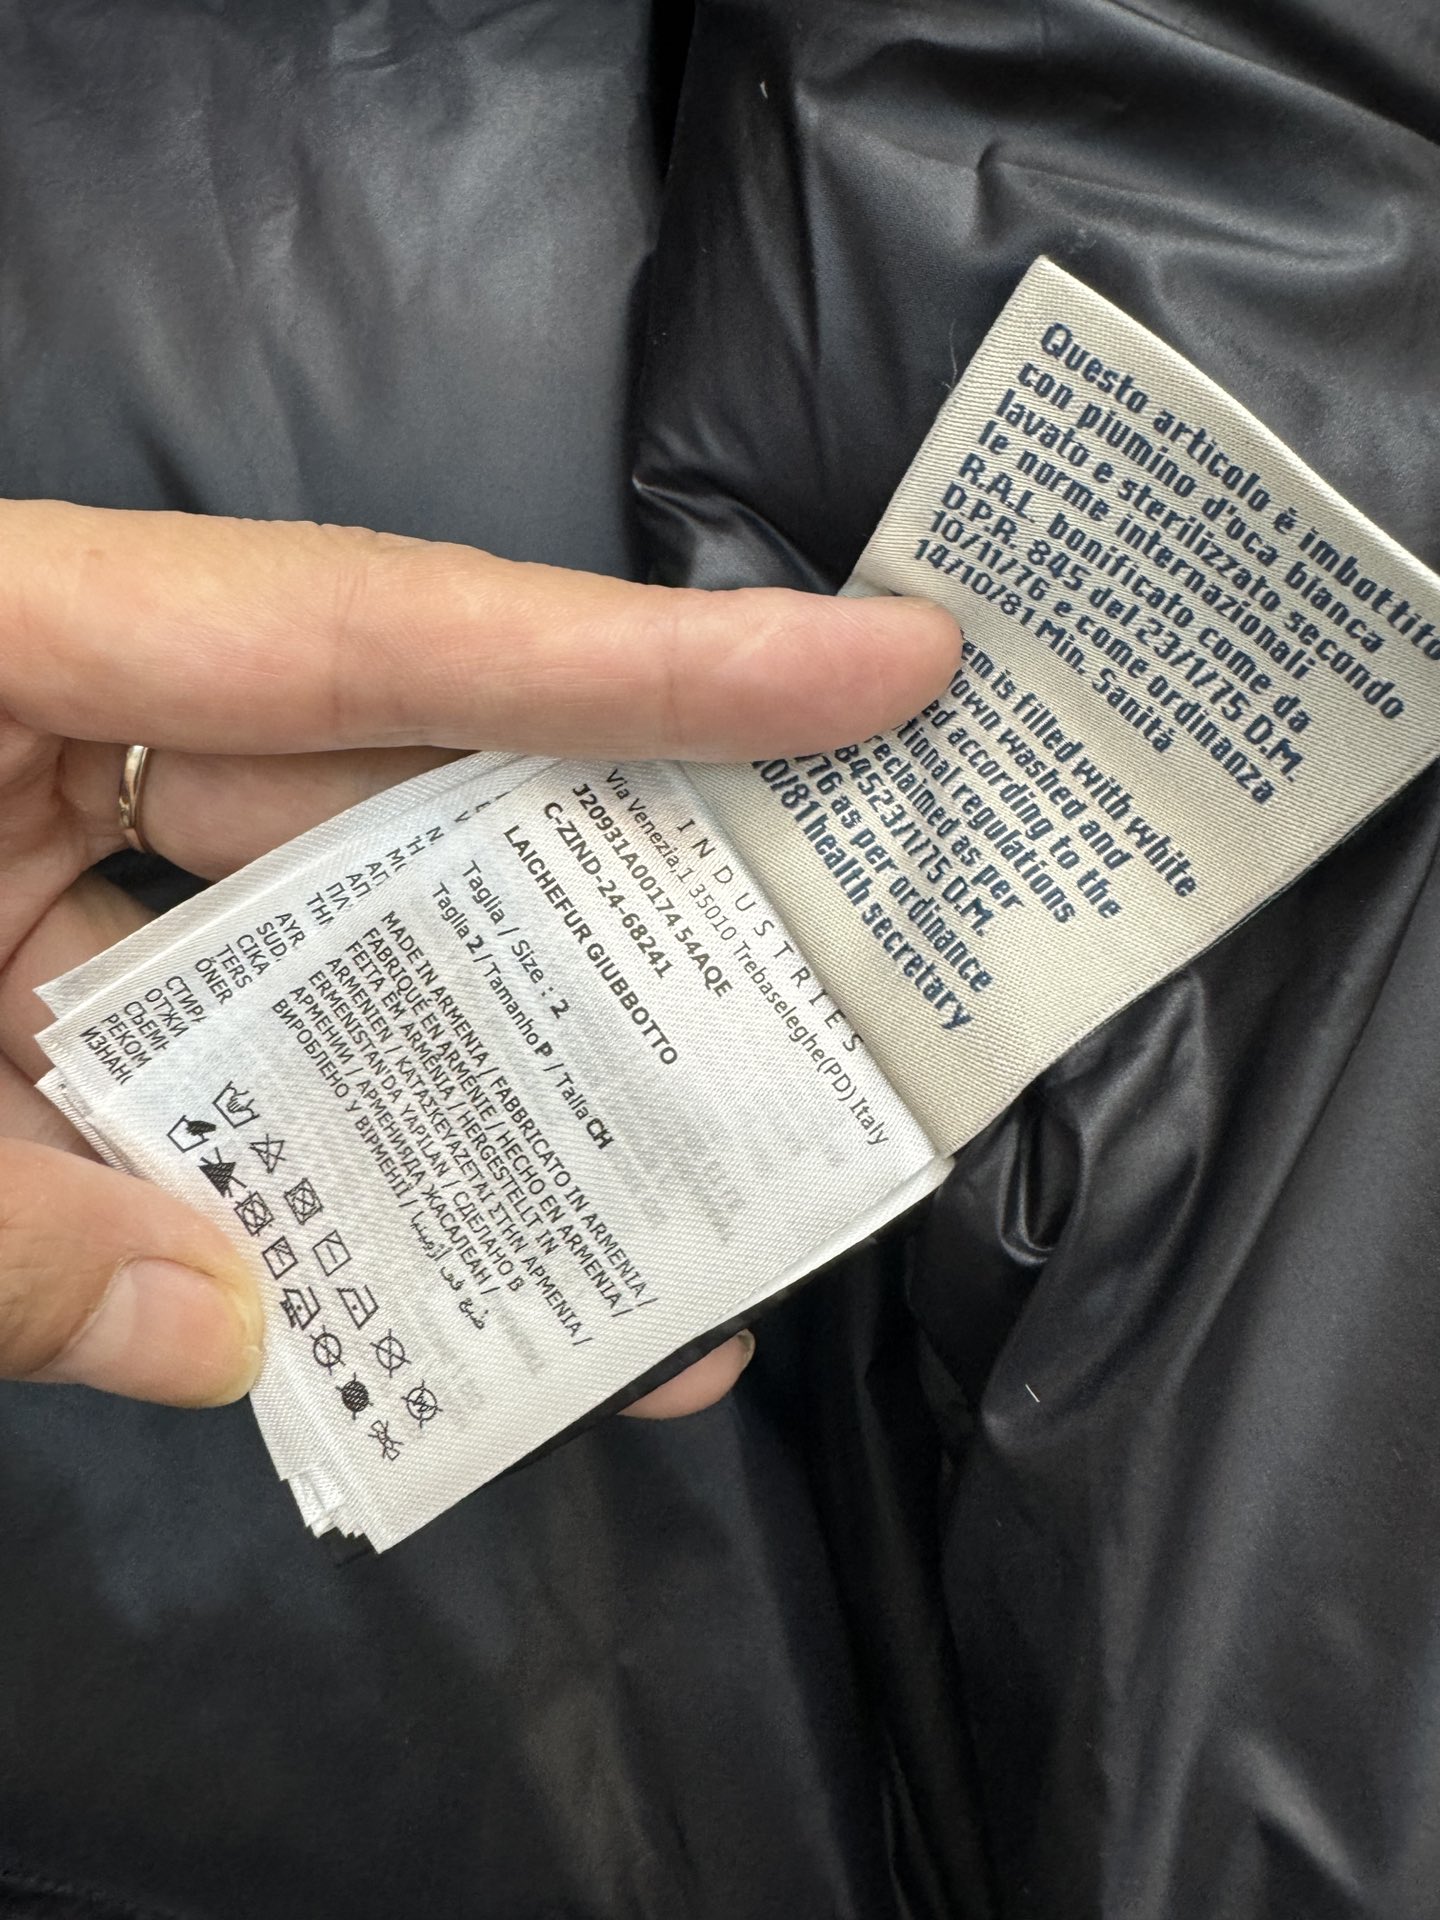 Questo articolo è imbottito
con piumino d'oca bianca
lavato e sterilizzato secondo
le norme internazionali
R.A.L. bonificato come da
D.P.R. 845 del 23/1/75 D.M.
10/11/76 e come ordinanza
14/10/81 Min. Sanità
is filled with white
washed and
according to the
regulations
reclaimed as per
845 23/1/75 D.M.
as per ordinance
health secretary
INDUSTRIES
Via Venezia,1 35010 Trebaseleghe(PD) Italy
J20931A00174 54AQE
C-ZIND-24-68241
LAICHEFUR GIUBBOTTO
Taglia / Size : 2
Taglia 2 / Tamanho P / Talla CH
MADE IN ARMENIA / FABBRICATO IN ARMENIA /
FABRIQUÉ EN ARMENIE / HECHO EN ARMENIA /
FEITA EM ARMÊNIA / HERGESTELLT IN
ARMENIEN / ΚΑΤΑΣΚΕΥΑΖΕΤΑΙ ΣΤΗΝ ΑΡΜΕΝΙΑ /
ERMENISTAN'DA YAPILAN / СДЕЛАНО В
АРМЕНИИ / АРМЕНИЯДА ЖАСАЛҒАН /
ВИРОБЛЕНО У ВІРМЕНІЇ / صُنع في أرمينيا